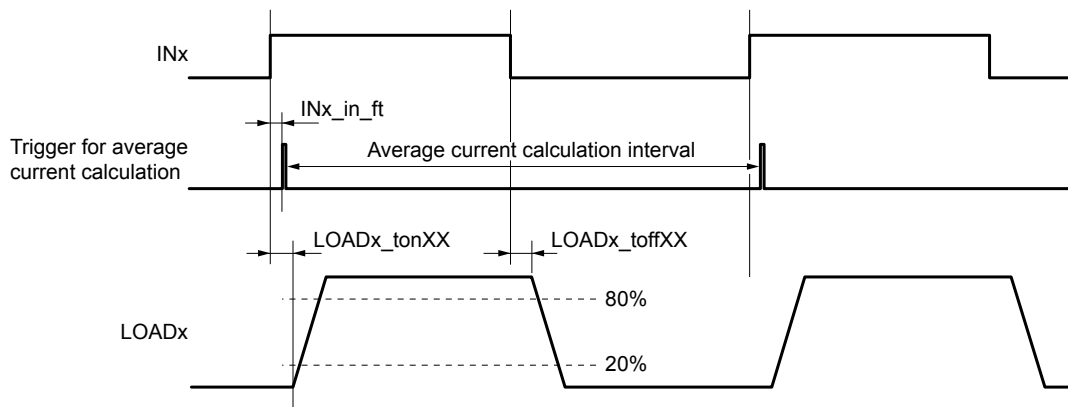 INx
INx_in_ft
Trigger for average
current calculation
Average current calculation interval
LOADx_tonXX
LOADx_toffXX
80%
LOADx
20%